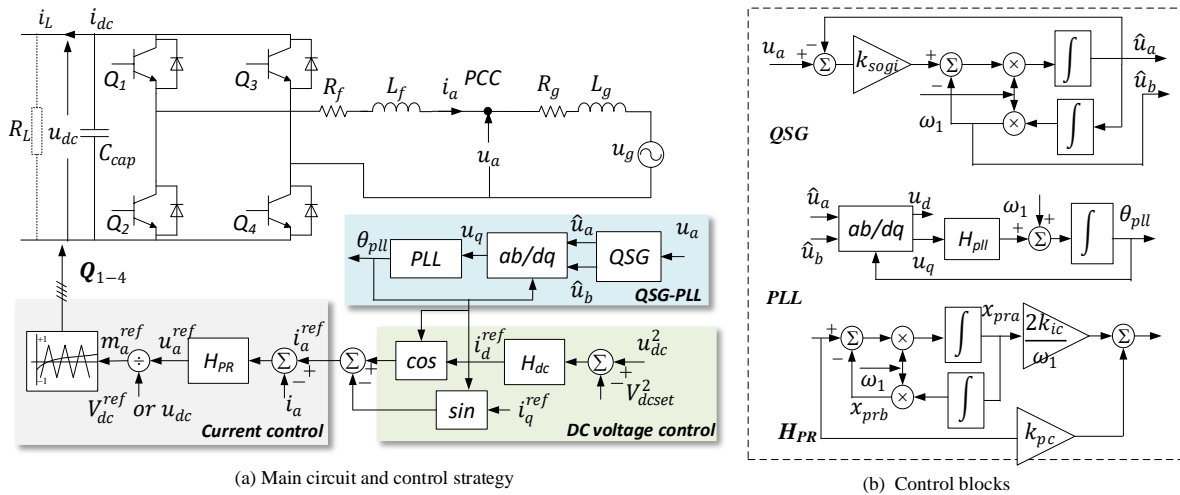 i_L i_dc
Q_1 Q_3
R_f L_f i_a PCC R_g L_g
R_L u_dc C_cap
u_a u_g
Q_2 Q_4
Q_{1−4}
θ_pll PLL u_q ab/dq û_a û_b QSG u_a
QSG-PLL
+1
−1
m_a^ref ÷ u_a^ref H_PR Σ + − i_a^ref Σ + −
V_dc^ref or u_dc
i_a
Current control
cos i_d^ref H_dc Σ + − u_dc^2
V_dcset^2
sin i_q^ref
DC voltage control
(a) Main circuit and control strategy
u_a + − Σ k_sogi + − Σ × ∫ û_a
û_b
ω_1 × ∫
QSG
û_a û_b ab/dq u_d u_q H_pll ω_1 + + Σ ∫ θ_pll
PLL
+ − Σ × ∫ x_pra 2k_ic/ω_1 Σ
ω_1 x_prb × ∫
H_PR k_pc
(b) Control blocks